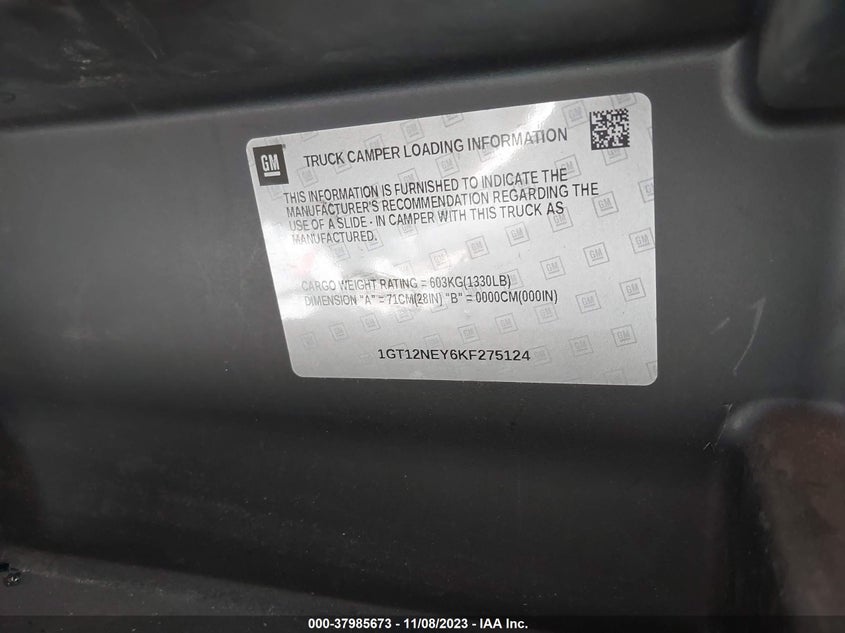 GM
TRUCK CAMPER LOADING INFORMATION
THIS INFORMATION IS FURNISHED TO INDICATE THE
MANUFACTURER'S RECOMMENDATION REGARDING THE
USE OF A SLIDE - IN CAMPER WITH THIS TRUCK AS
MANUFACTURED.
CARGO WEIGHT RATING = 603KG(1330LB)
DIMENSION "A" = 71CM(28IN) "B" = 0000CM(000IN)
1GT12NEY6KF275124
000-37985673 - 11/08/2023 - IAA Inc.